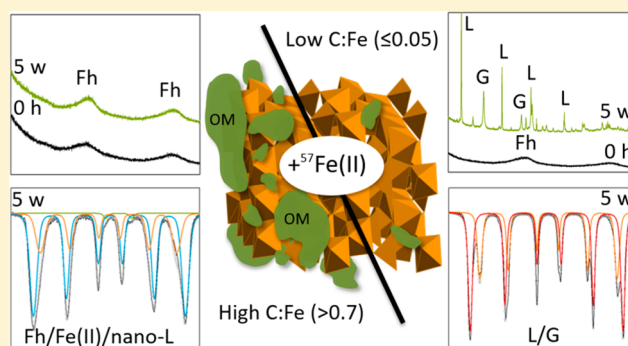 5 w
Fh
Fh
0 h
5 w
Fh/Fe(II)/nano-L
Low C:Fe (≤0.05)
OM
+⁵⁷Fe(II)
OM
High C:Fe (>0.7)
L
L
G
L
G
L
5 w
Fh
0 h
5 w
L/G